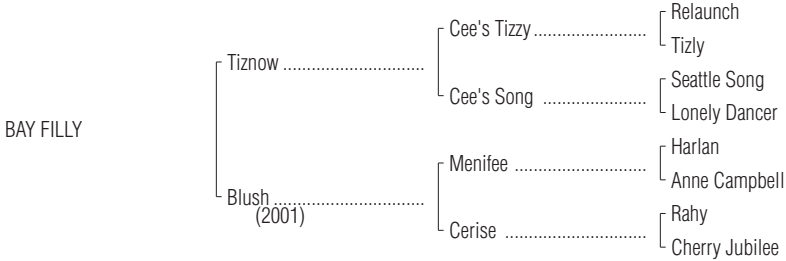 Relaunch
Cee's Tizzy ............................
Tizly
Tiznow ...................................
Seattle Song
Cee's Song ..........................
Lonely Dancer
BAY FILLY
Harlan
Menifee .................................
Anne Campbell
Blush .....................................
(2001)
Rahy
Cerise ...................................
Cherry Jubilee